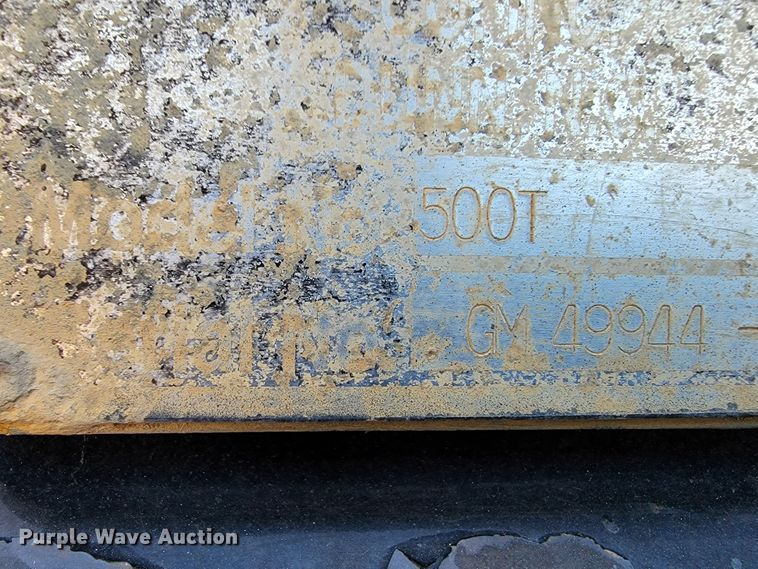 Model No. 500T
Serial No. GM 49944 -
Purple Wave Auction